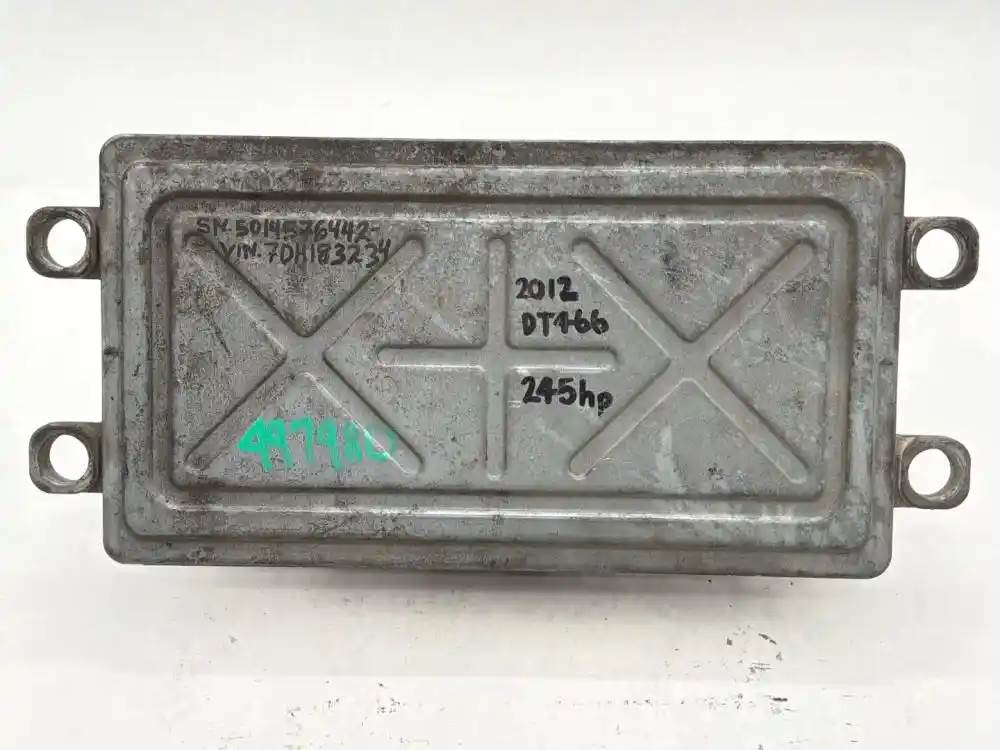 SN. 5014576442-
VIN. 7DH183234
2012
DT466
245hp
497980